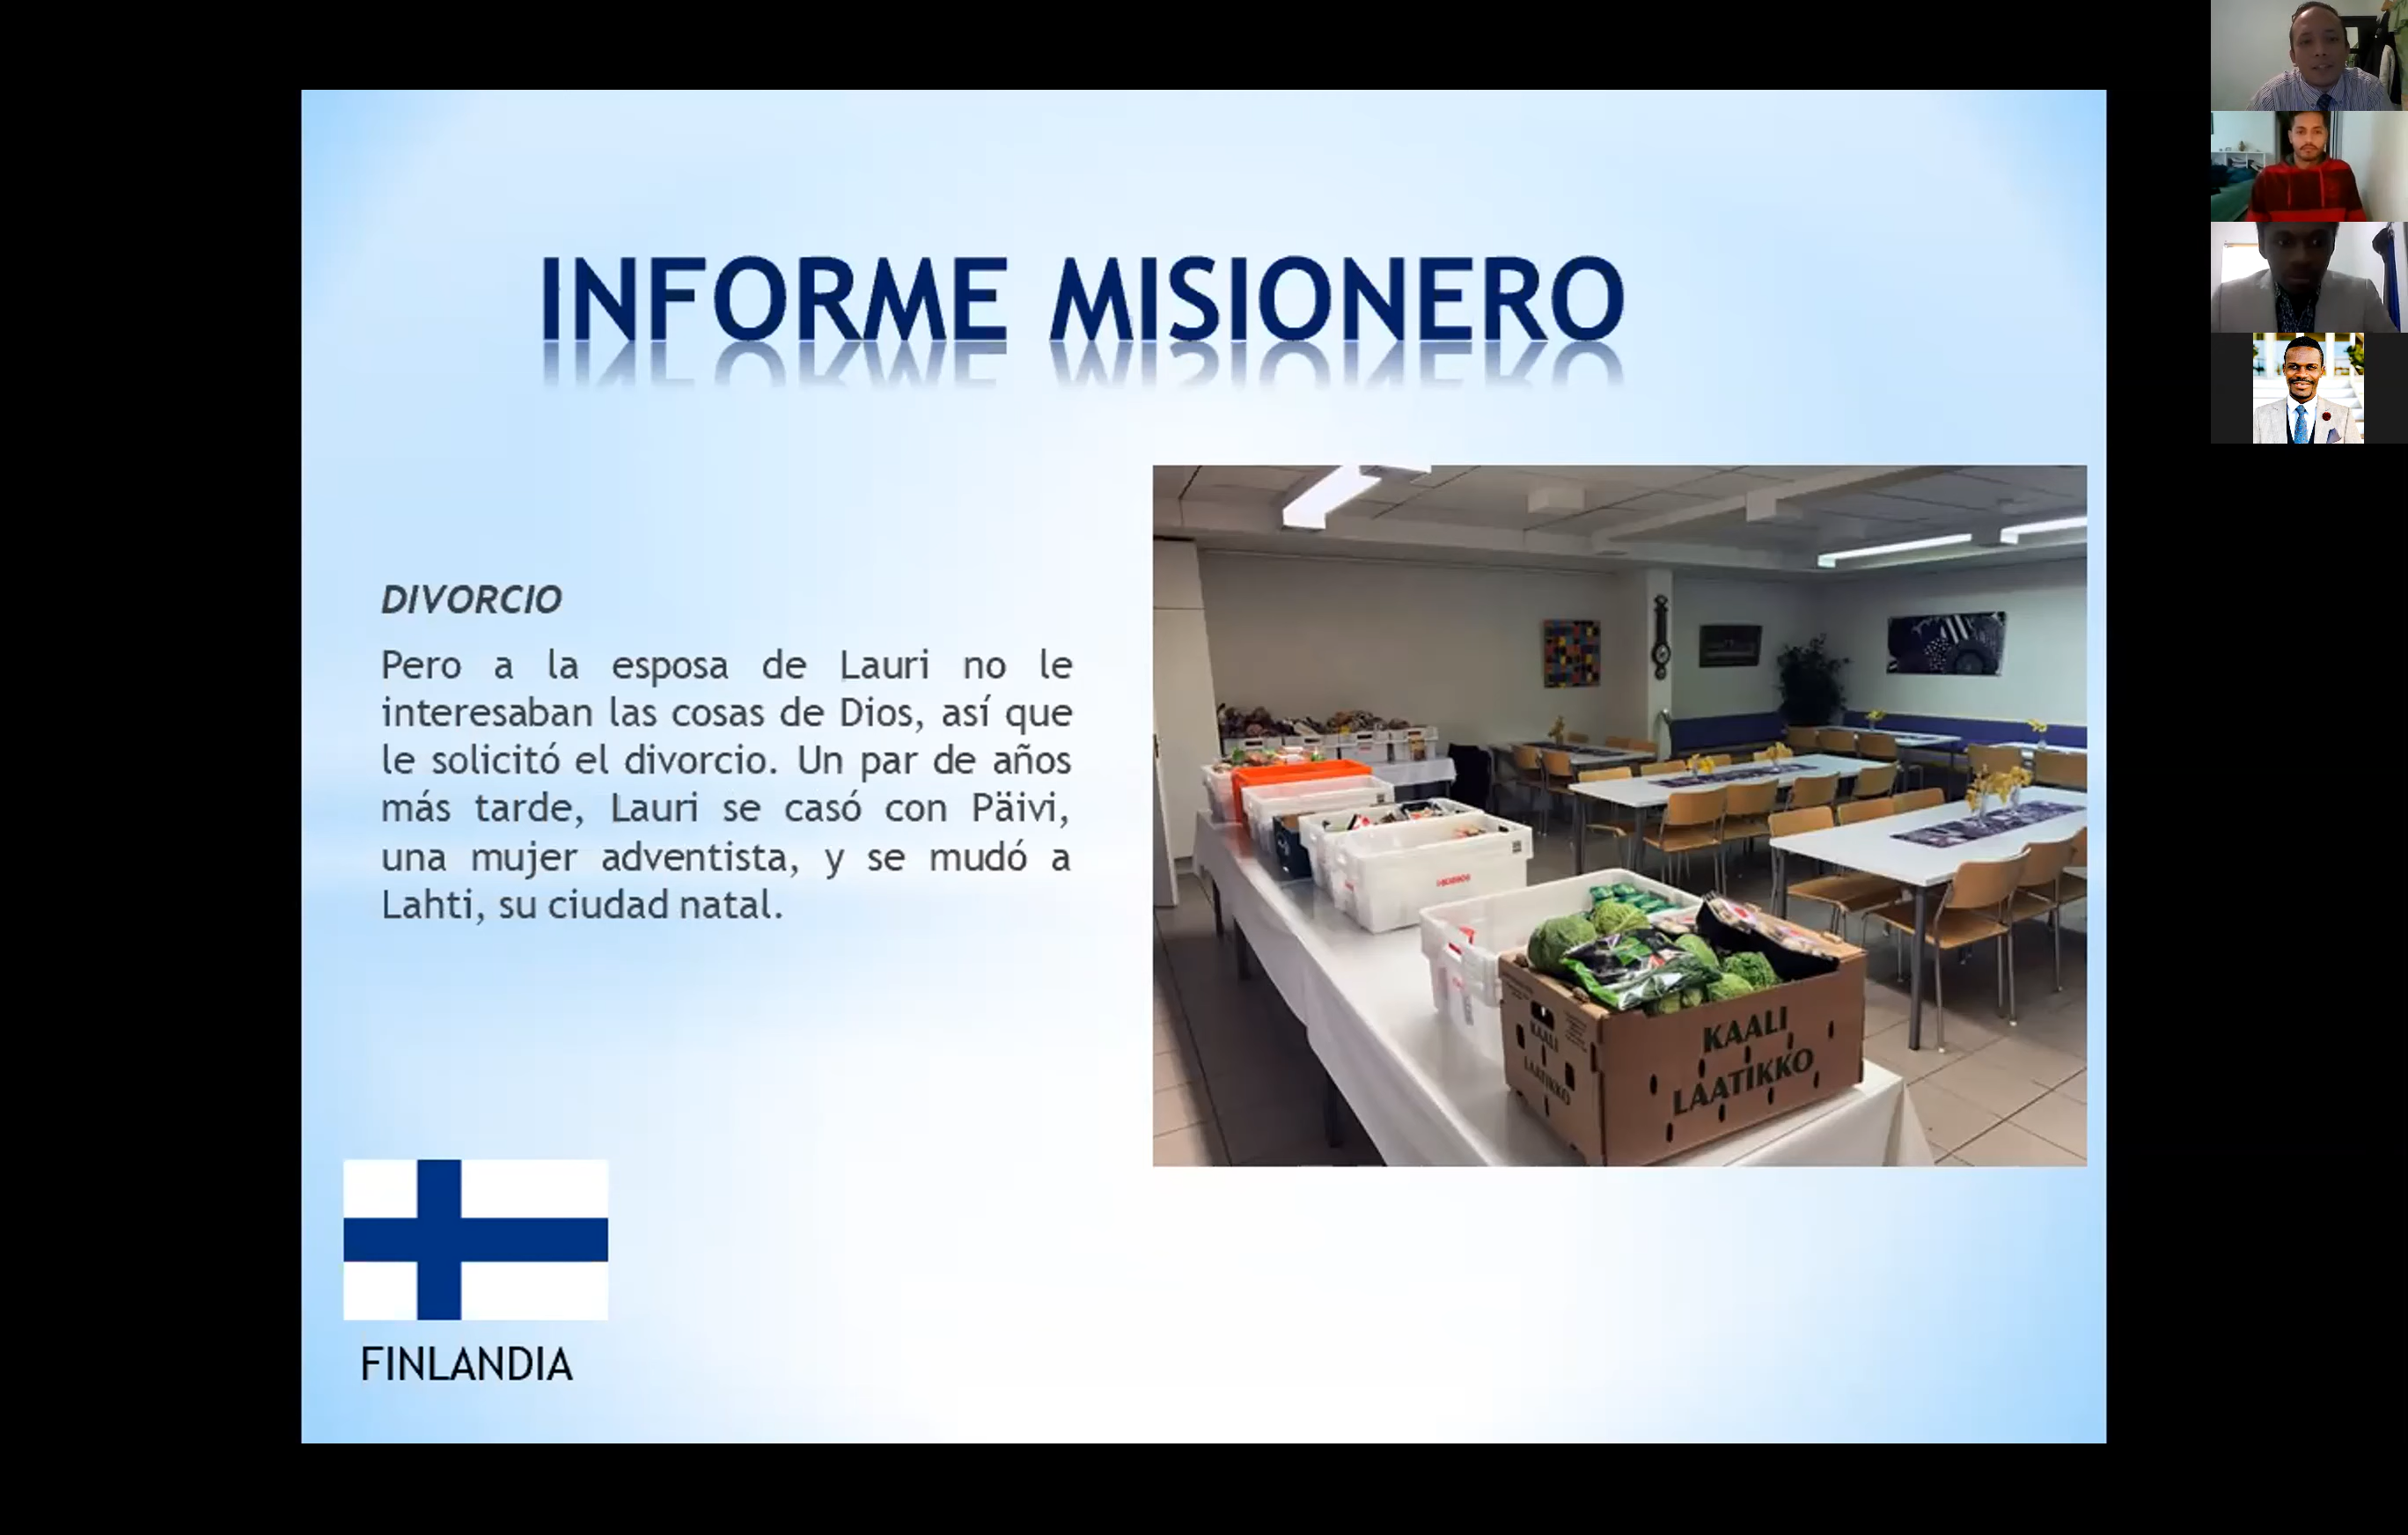 INFORME MISIONERO
DIVORCIO
Pero a la esposa de Lauri no le
interesaban las cosas de Dios, así que
le solicitó el divorcio. Un par de años
más tarde, Lauri se casó con Päivi,
una mujer adventista, y se mudó a
Lahti, su ciudad natal.
KAALI
LAATIKKO
KAALI
LAATIKKO
FINLANDIA